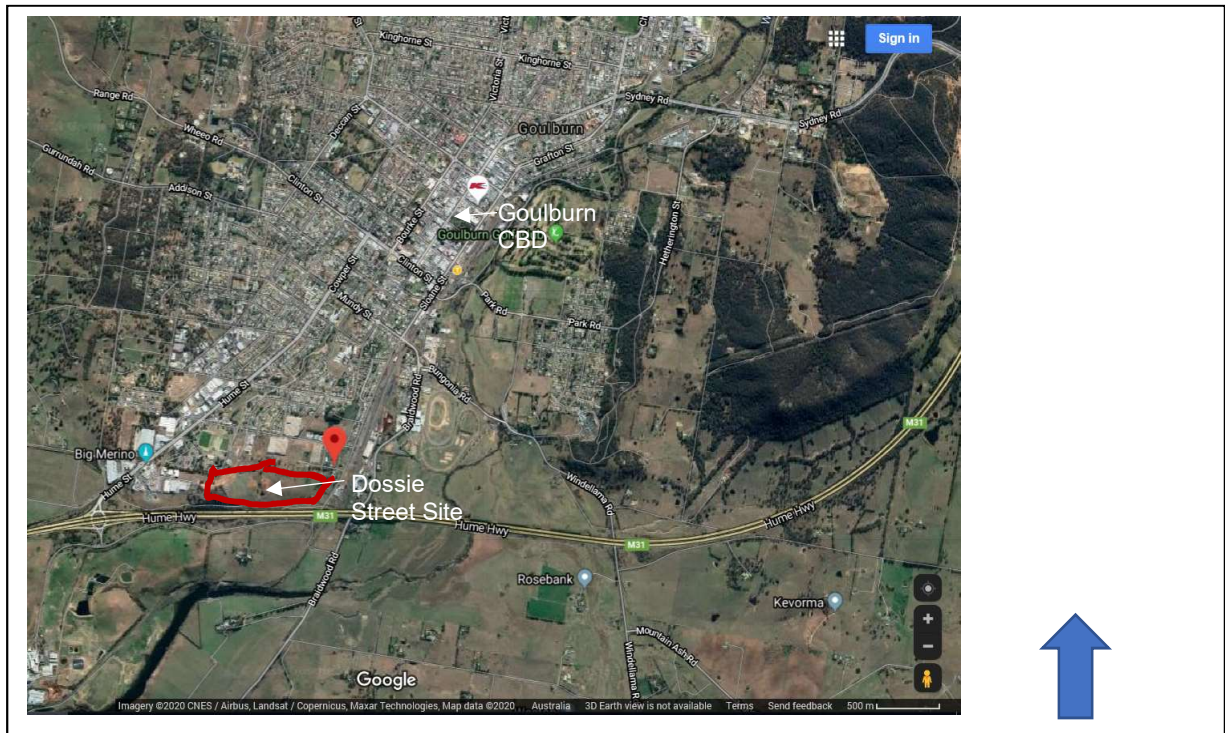 Sign in
Kinghorne St
Victoria St
Kinghorne St
Range Rd
Deccan St
Sydney Rd
Sydney Rd
Goulburn
Wheeo Rd
Gurrundah Rd
Grafton St
Addison St
Clinton St
Goulburn
CBD
Bourke St
Goulburn
Hetherington St
Clinton St
Cowper St
Sloane St
Mundy St
Park Rd
Park Rd
Bungonia Rd
Braidwood Rd
Hume St
M31
Big Merino
Dossie
Street Site
Windellama Rd
Hume St
Hume Hwy
M31
Hume Hwy
Hume Hwy
M31
Braidwood Rd
Rosebank
Kevorma
Mountain Ash Rd
Windellama R
Google
Imagery ©2020 CNES / Airbus, Landsat / Copernicus, Maxar Technologies, Map data ©2020 Australia 3D Earth view is not available Terms Send feedback 500 m